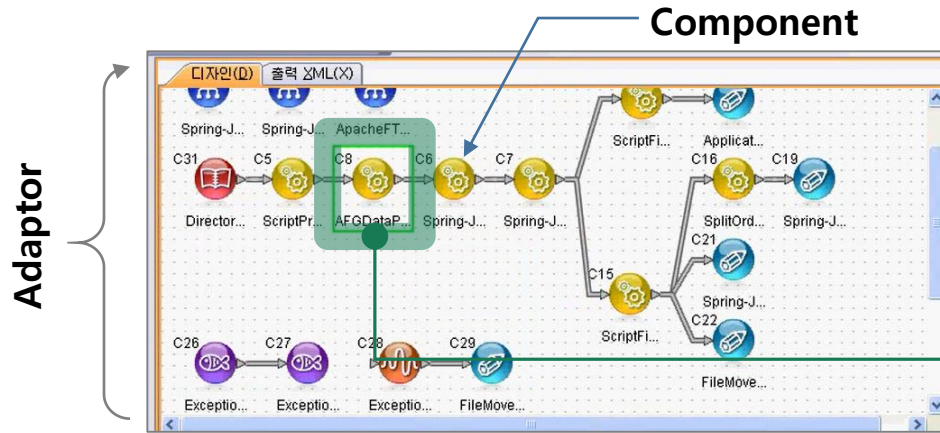 Component
Adaptor
디자인(D) 출력 XML(X)
Spring-J... Spring-J... ApacheFT... ScriptFi... Applicat...
C31 C5 C8 C6 C7 C16 C19
Director... ScriptPr... AFGDataP... Spring-J... Spring-J... SplitOrd... Spring-J...
C21
C15
Spring-J...
C22
ScriptFi...
C26 C27 C28 C29
FileMove...
Exceptio... Exceptio... Exceptio... FileMove...